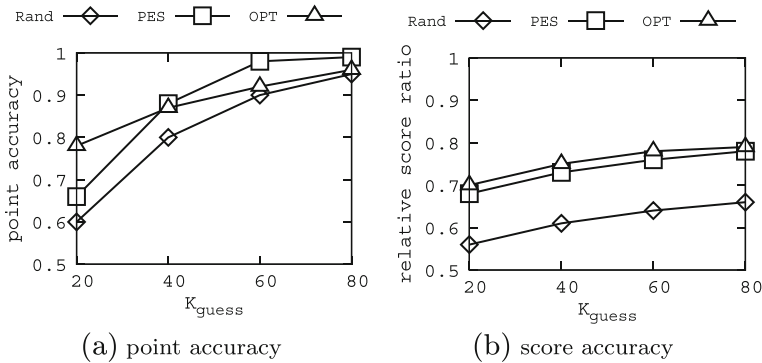 Rand PES OPT
point accuracy
1
0.9
0.8
0.7
0.6
0.5
20 40 60 80
K_guess
(a) point accuracy
Rand PES OPT
relative score ratio
1
0.9
0.8
0.7
0.6
0.5
20 40 60 80
K_guess
(b) score accuracy